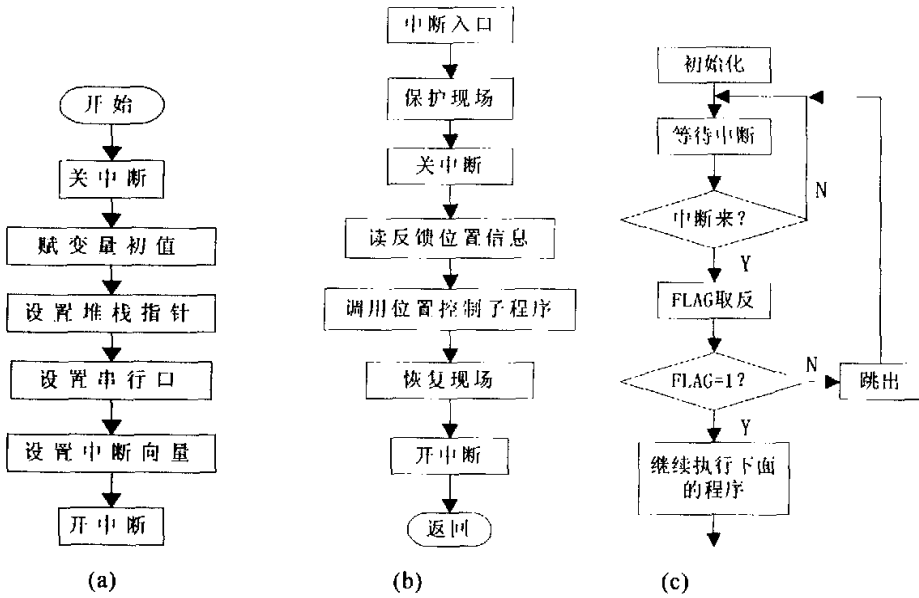 开始
关中断
赋变量初值
设置堆栈指针
设置串行口
设置中断向量
开中断
(a)
中断入口
保护现场
关中断
读反馈位置信息
调用位置控制子程序
恢复现场
开中断
返回
(b)
初始化
等待中断
中断来?
N
Y
FLAG取反
FLAG=1?
N
跳出
Y
继续执行下面
的程序
(c)